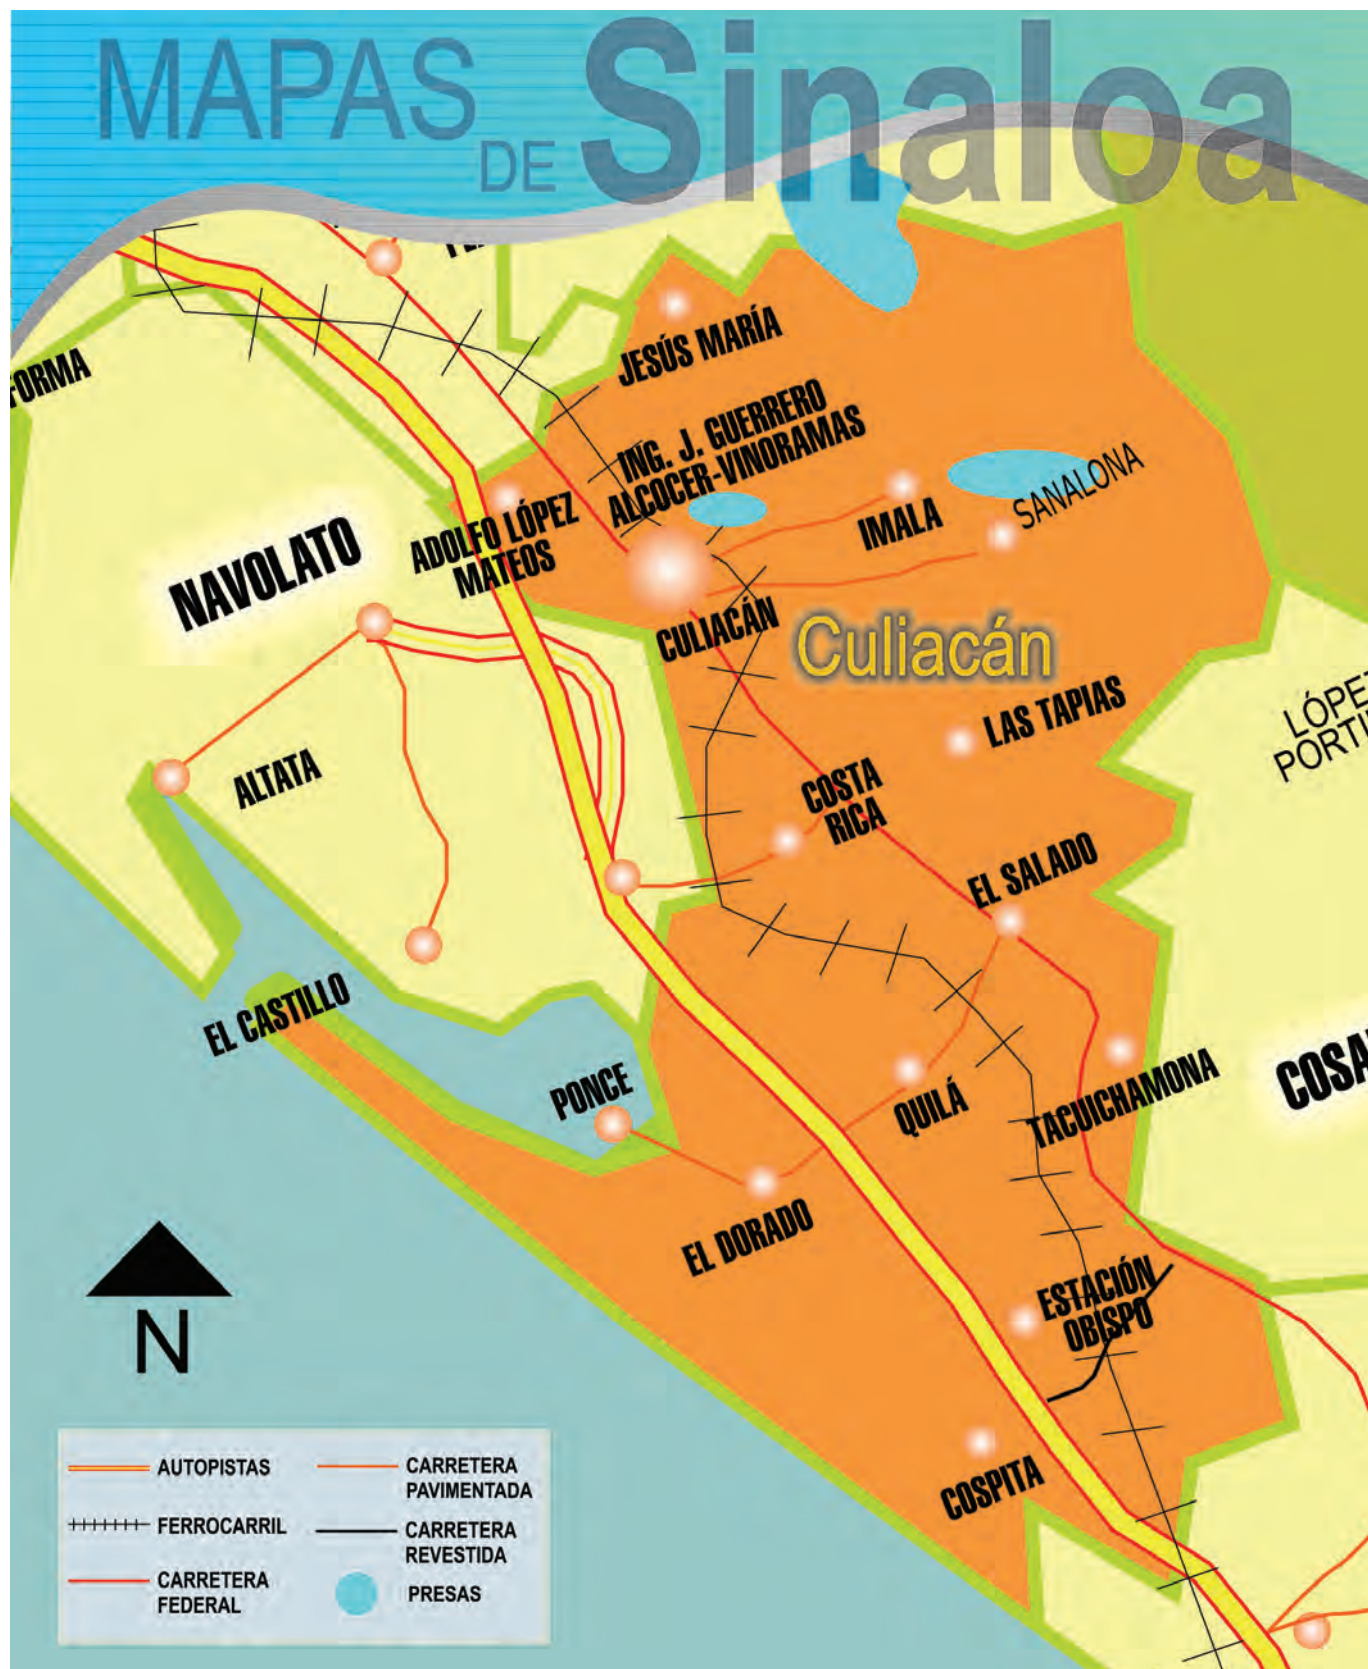 MAPAS
DE Sinaloa
FORMA
JESÚS MARÍA
ING. J. GUERRERO
ALCOCER-VINORAMAS
ADOLFO LÓPEZ
MATEOS
IMALA
SANALONA
NAVOLATO
CULIACÁN
Culiacán
LAS TAPIAS
LÓPEZ
PORTI
ALTATA
COSTA
RICA
EL SALADO
EL CASTILLO
PONCE
QUILÁ
TACUICHAMONA
COSA
EL DORADO
ESTACIÓN
OBISPO
COSPITA
N
AUTOPISTAS
FERROCARRIL
CARRETERA
FEDERAL
CARRETERA
PAVIMENTADA
CARRETERA
REVESTIDA
PRESAS